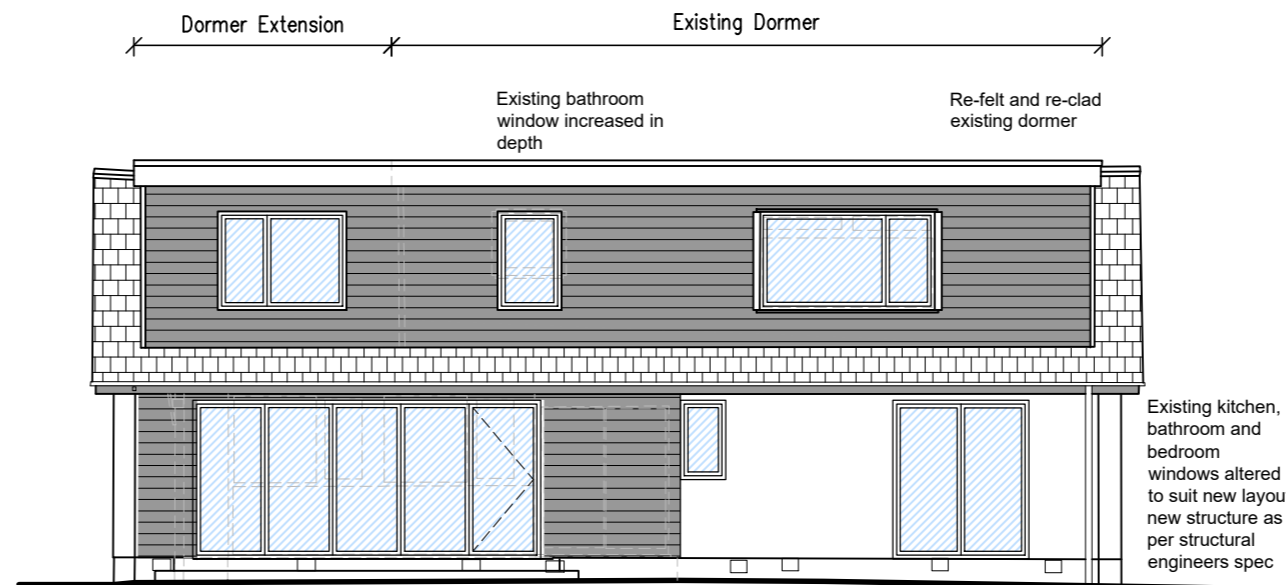 Dormer Extension
Existing Dormer
Existing bathroom
window increased in
depth
Re-felt and re-clad
existing dormer
Existing kitchen,
bathroom and
bedroom
windows altered
to suit new layou
new structure as
per structural
engineers spec